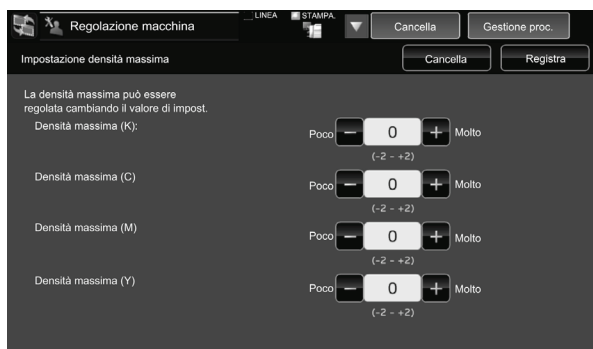 Regolazione macchina
LINEA
STAMPA.
Cancella
Gestione proc.
Impostazione densità massima
Cancella
Registra
La densità massima può essere
regolata cambiando il valore di impost.
Densità massima (K):
Poco − 0 + Molto
(-2 - +2)
Densità massima (C)
Poco − 0 + Molto
(-2 - +2)
Densità massima (M)
Poco − 0 + Molto
(-2 - +2)
Densità massima (Y)
Poco − 0 + Molto
(-2 - +2)